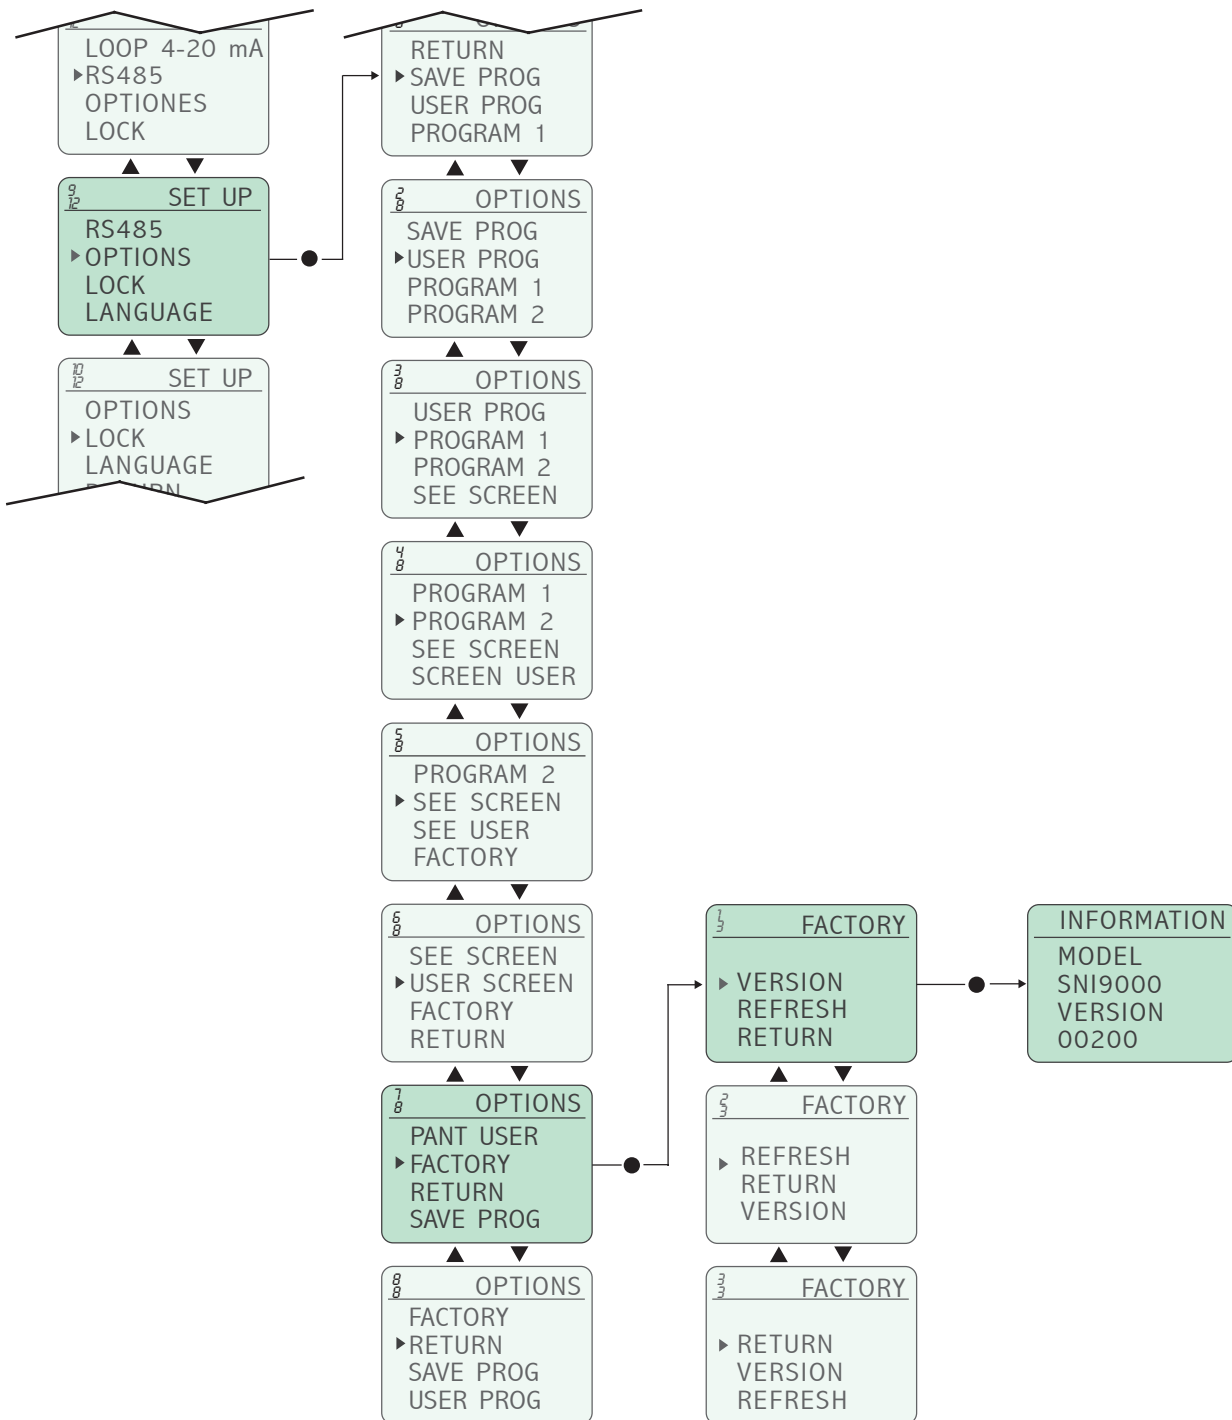 LOOP 4-20 mA
RS485
OPTIONES
LOCK
9/12 SET UP
RS485
OPTIONS
LOCK
LANGUAGE
10/12 SET UP
OPTIONS
LOCK
LANGUAGE
RETURN
RETURN
SAVE PROG
USER PROG
PROGRAM 1
2/8 OPTIONS
SAVE PROG
USER PROG
PROGRAM 1
PROGRAM 2
3/8 OPTIONS
USER PROG
PROGRAM 1
PROGRAM 2
SEE SCREEN
4/8 OPTIONS
PROGRAM 1
PROGRAM 2
SEE SCREEN
SCREEN USER
5/8 OPTIONS
PROGRAM 2
SEE SCREEN
SEE USER
FACTORY
6/8 OPTIONS
SEE SCREEN
USER SCREEN
FACTORY
RETURN
7/8 OPTIONS
PANT USER
FACTORY
RETURN
SAVE PROG
8/8 OPTIONS
FACTORY
RETURN
SAVE PROG
USER PROG
1/3 FACTORY
VERSION
REFRESH
RETURN
2/3 FACTORY
REFRESH
RETURN
VERSION
3/3 FACTORY
RETURN
VERSION
REFRESH
INFORMATION
MODEL
SNI9000
VERSION
00200